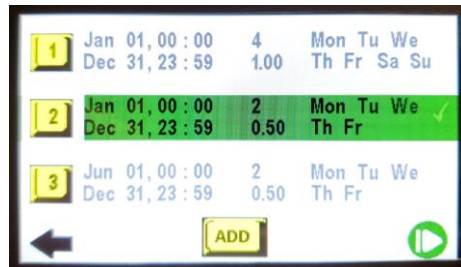 1 Jan 01, 00 : 00 4 Mon Tu We
Dec 31, 23 : 59 1.00 Th Fr Sa Su
2 Jan 01, 00 : 00 2 Mon Tu We
Dec 31, 23 : 59 0.50 Th Fr
3 Jun 01, 00 : 00 2 Mon Tu We
Dec 31, 23 : 59 0.50 Th Fr
ADD